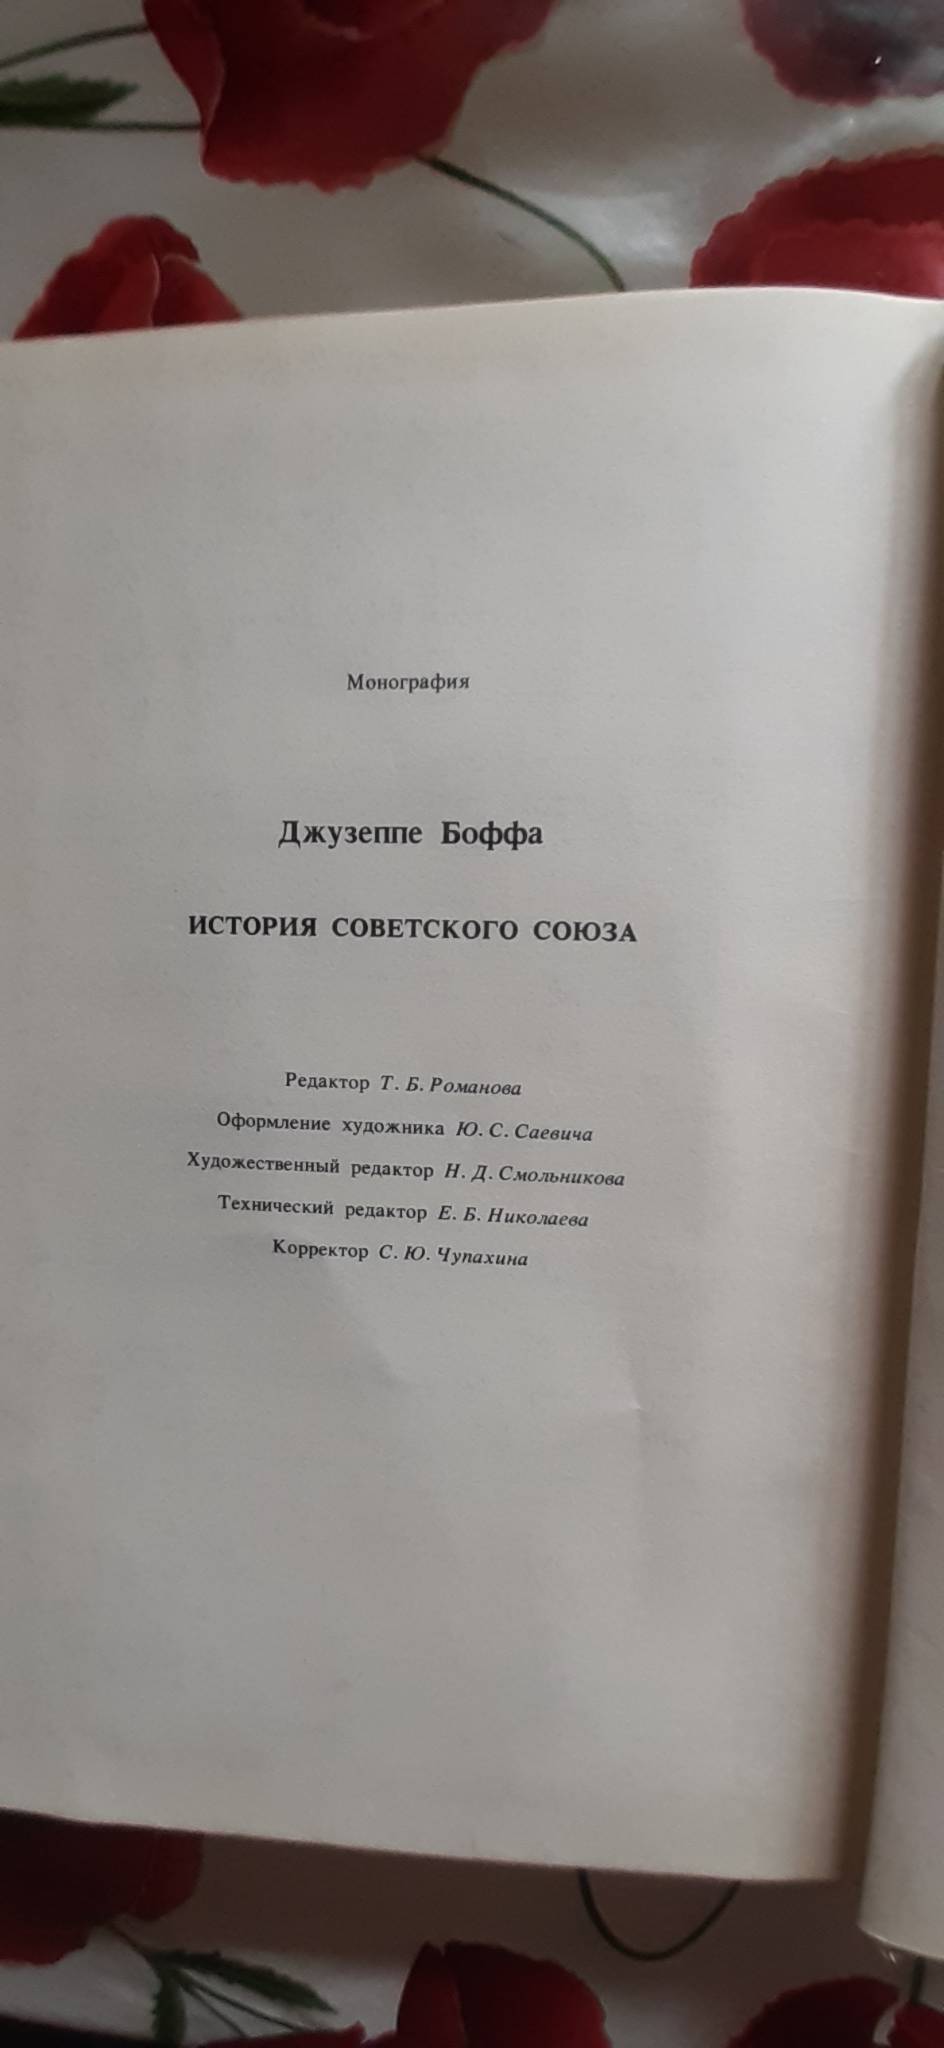 Монография
Джузеппе Боффа
ИСТОРИЯ СОВЕТСКОГО СОЮЗА
Редактор Т. Б. Романова
Оформление художника Ю. С. Саевича
Художественный редактор Н. Д. Смольникова
Технический редактор Е. Б. Николаева
Корректор С. Ю. Чупахина